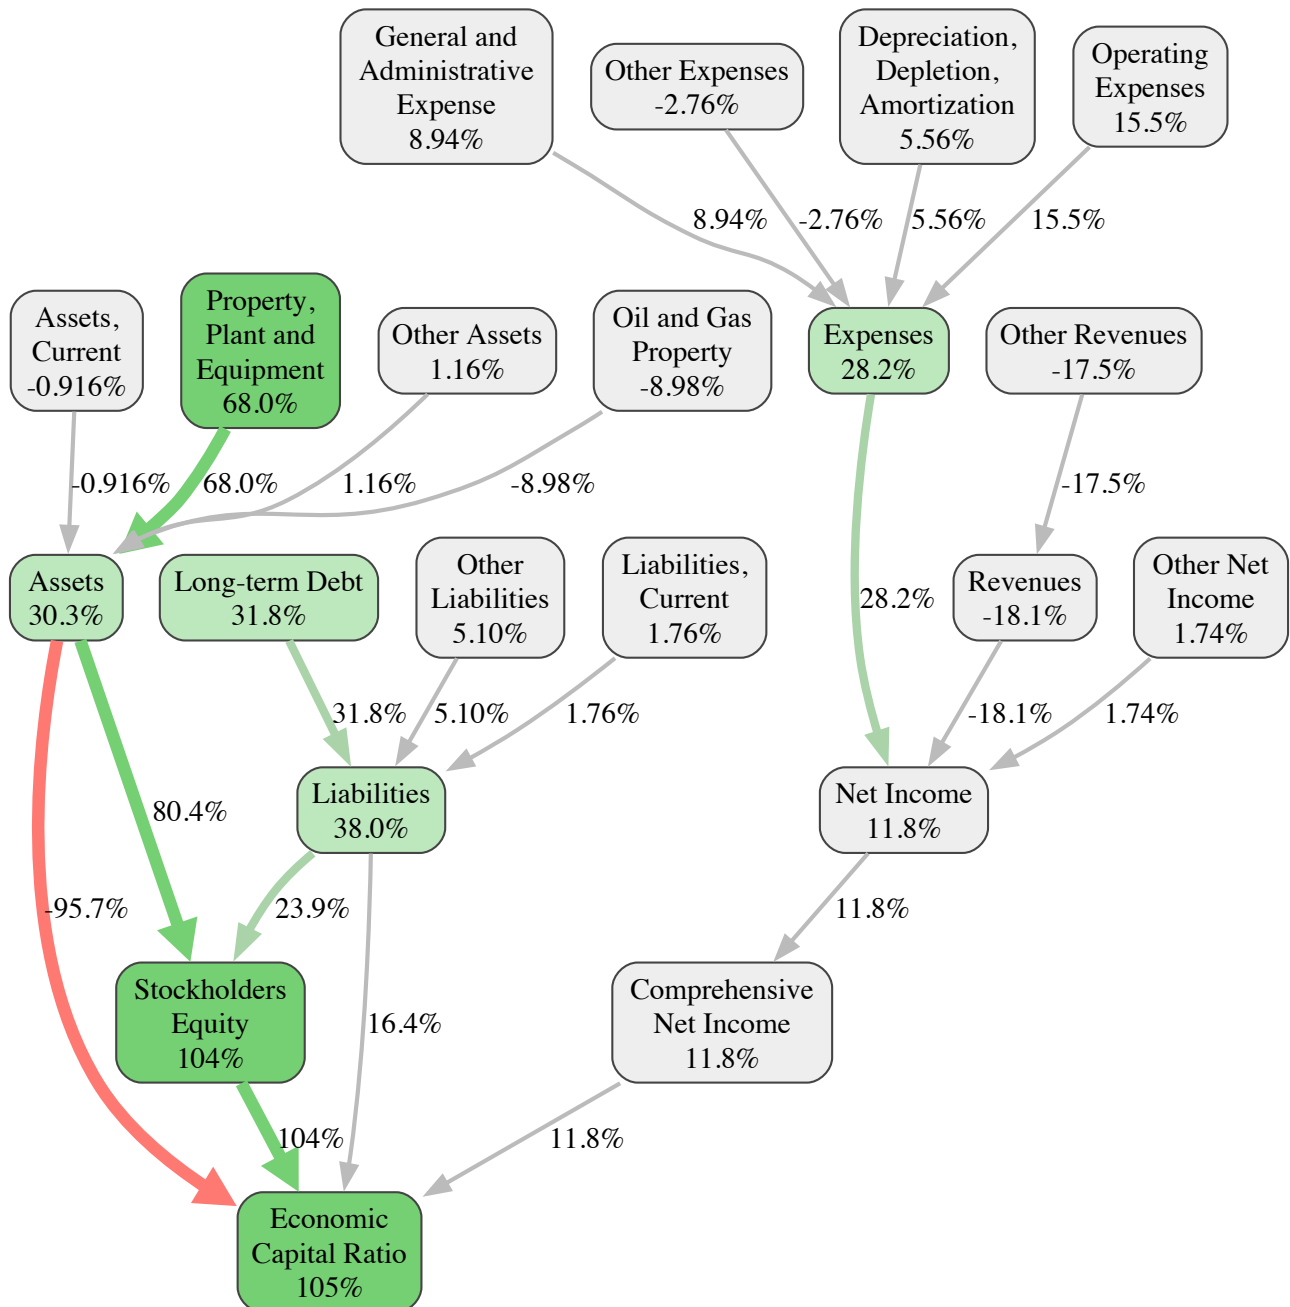 General and
Administrative
Expense
8.94%
Other Expenses
-2.76%
Depreciation,
Depletion,
Amortization
5.56%
Operating
Expenses
15.5%
8.94%
-2.76%
5.56%
15.5%
Assets,
Current
-0.916%
Property,
Plant and
Equipment
68.0%
Other Assets
1.16%
Oil and Gas
Property
-8.98%
Expenses
28.2%
Other Revenues
-17.5%
-0.916%
68.0%
1.16%
-8.98%
-17.5%
Assets
30.3%
Long-term Debt
31.8%
Other
Liabilities
5.10%
Liabilities,
Current
1.76%
28.2%
Revenues
-18.1%
Other Net
Income
1.74%
31.8%
5.10%
1.76%
-18.1%
1.74%
80.4%
Liabilities
38.0%
Net Income
11.8%
-95.7%
23.9%
11.8%
Stockholders
Equity
104%
16.4%
Comprehensive
Net Income
11.8%
104%
11.8%
Economic
Capital Ratio
105%